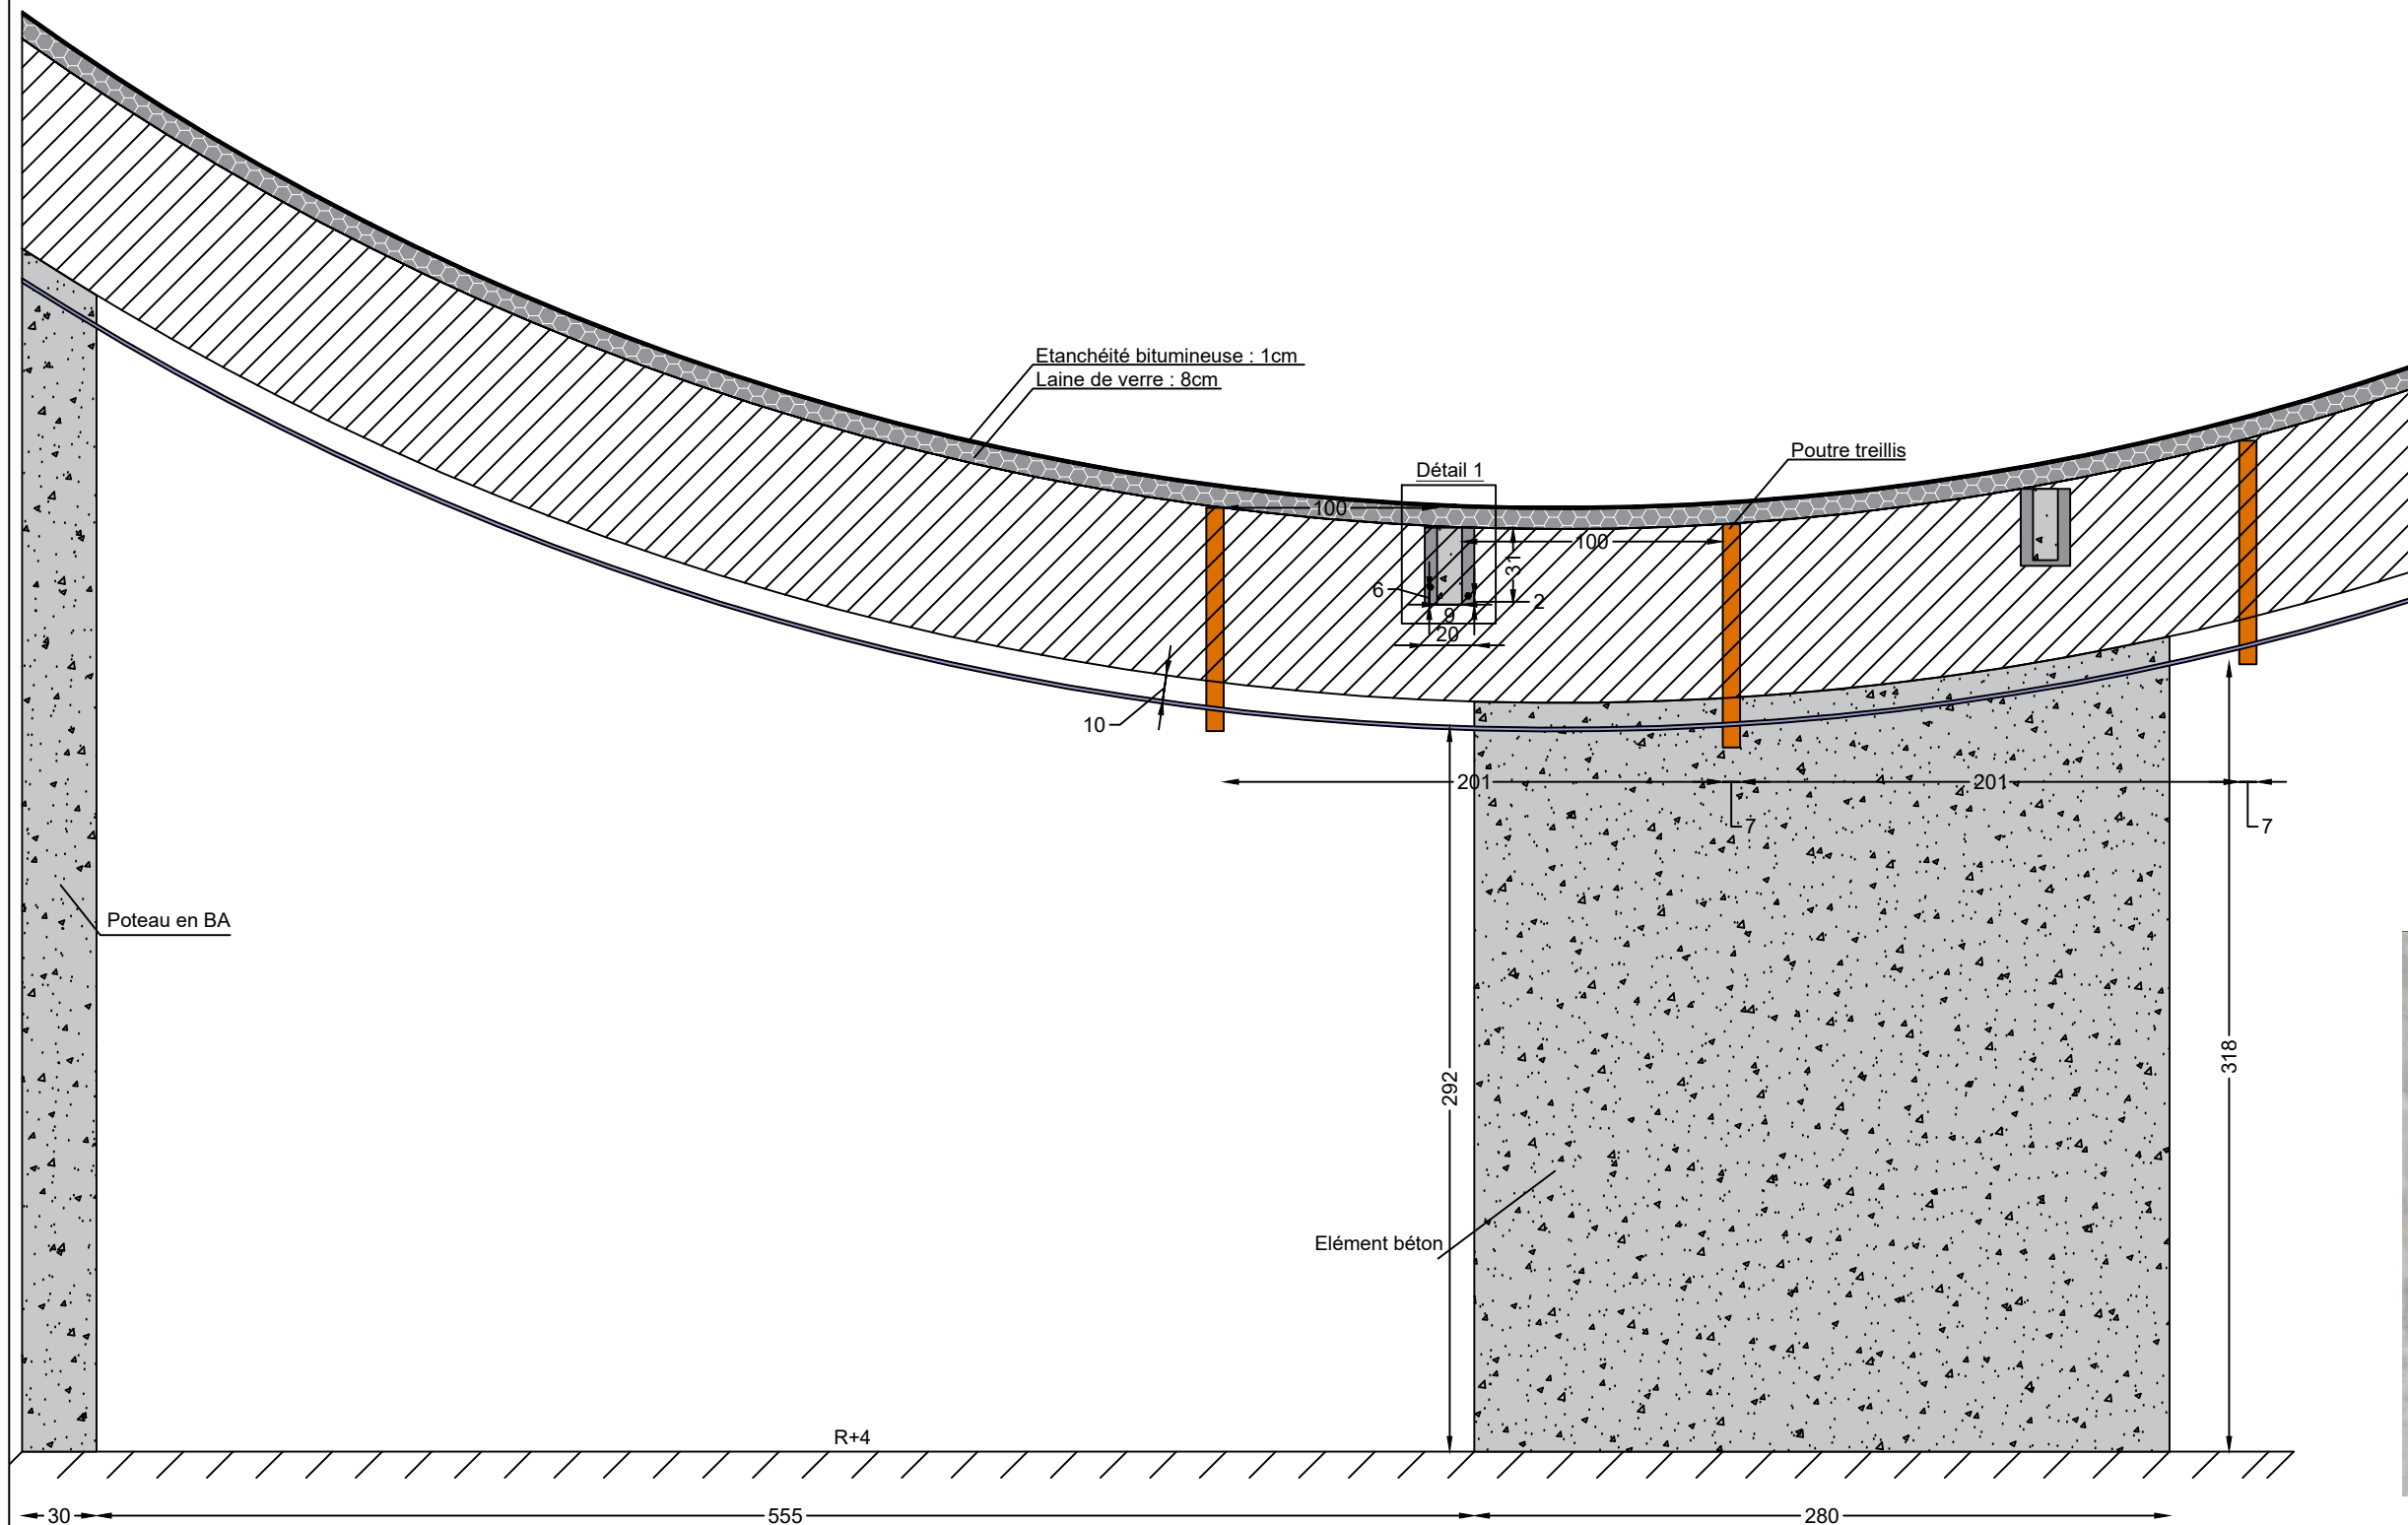 Etanchéité bitumineuse : 1cm
Laine de verre : 8cm
Poutre treillis
Détail 1
100
100
31
6
2
9
20
10
201
201
7
7
Poteau en BA
318
292
Elément béton
R+4
30
555
280